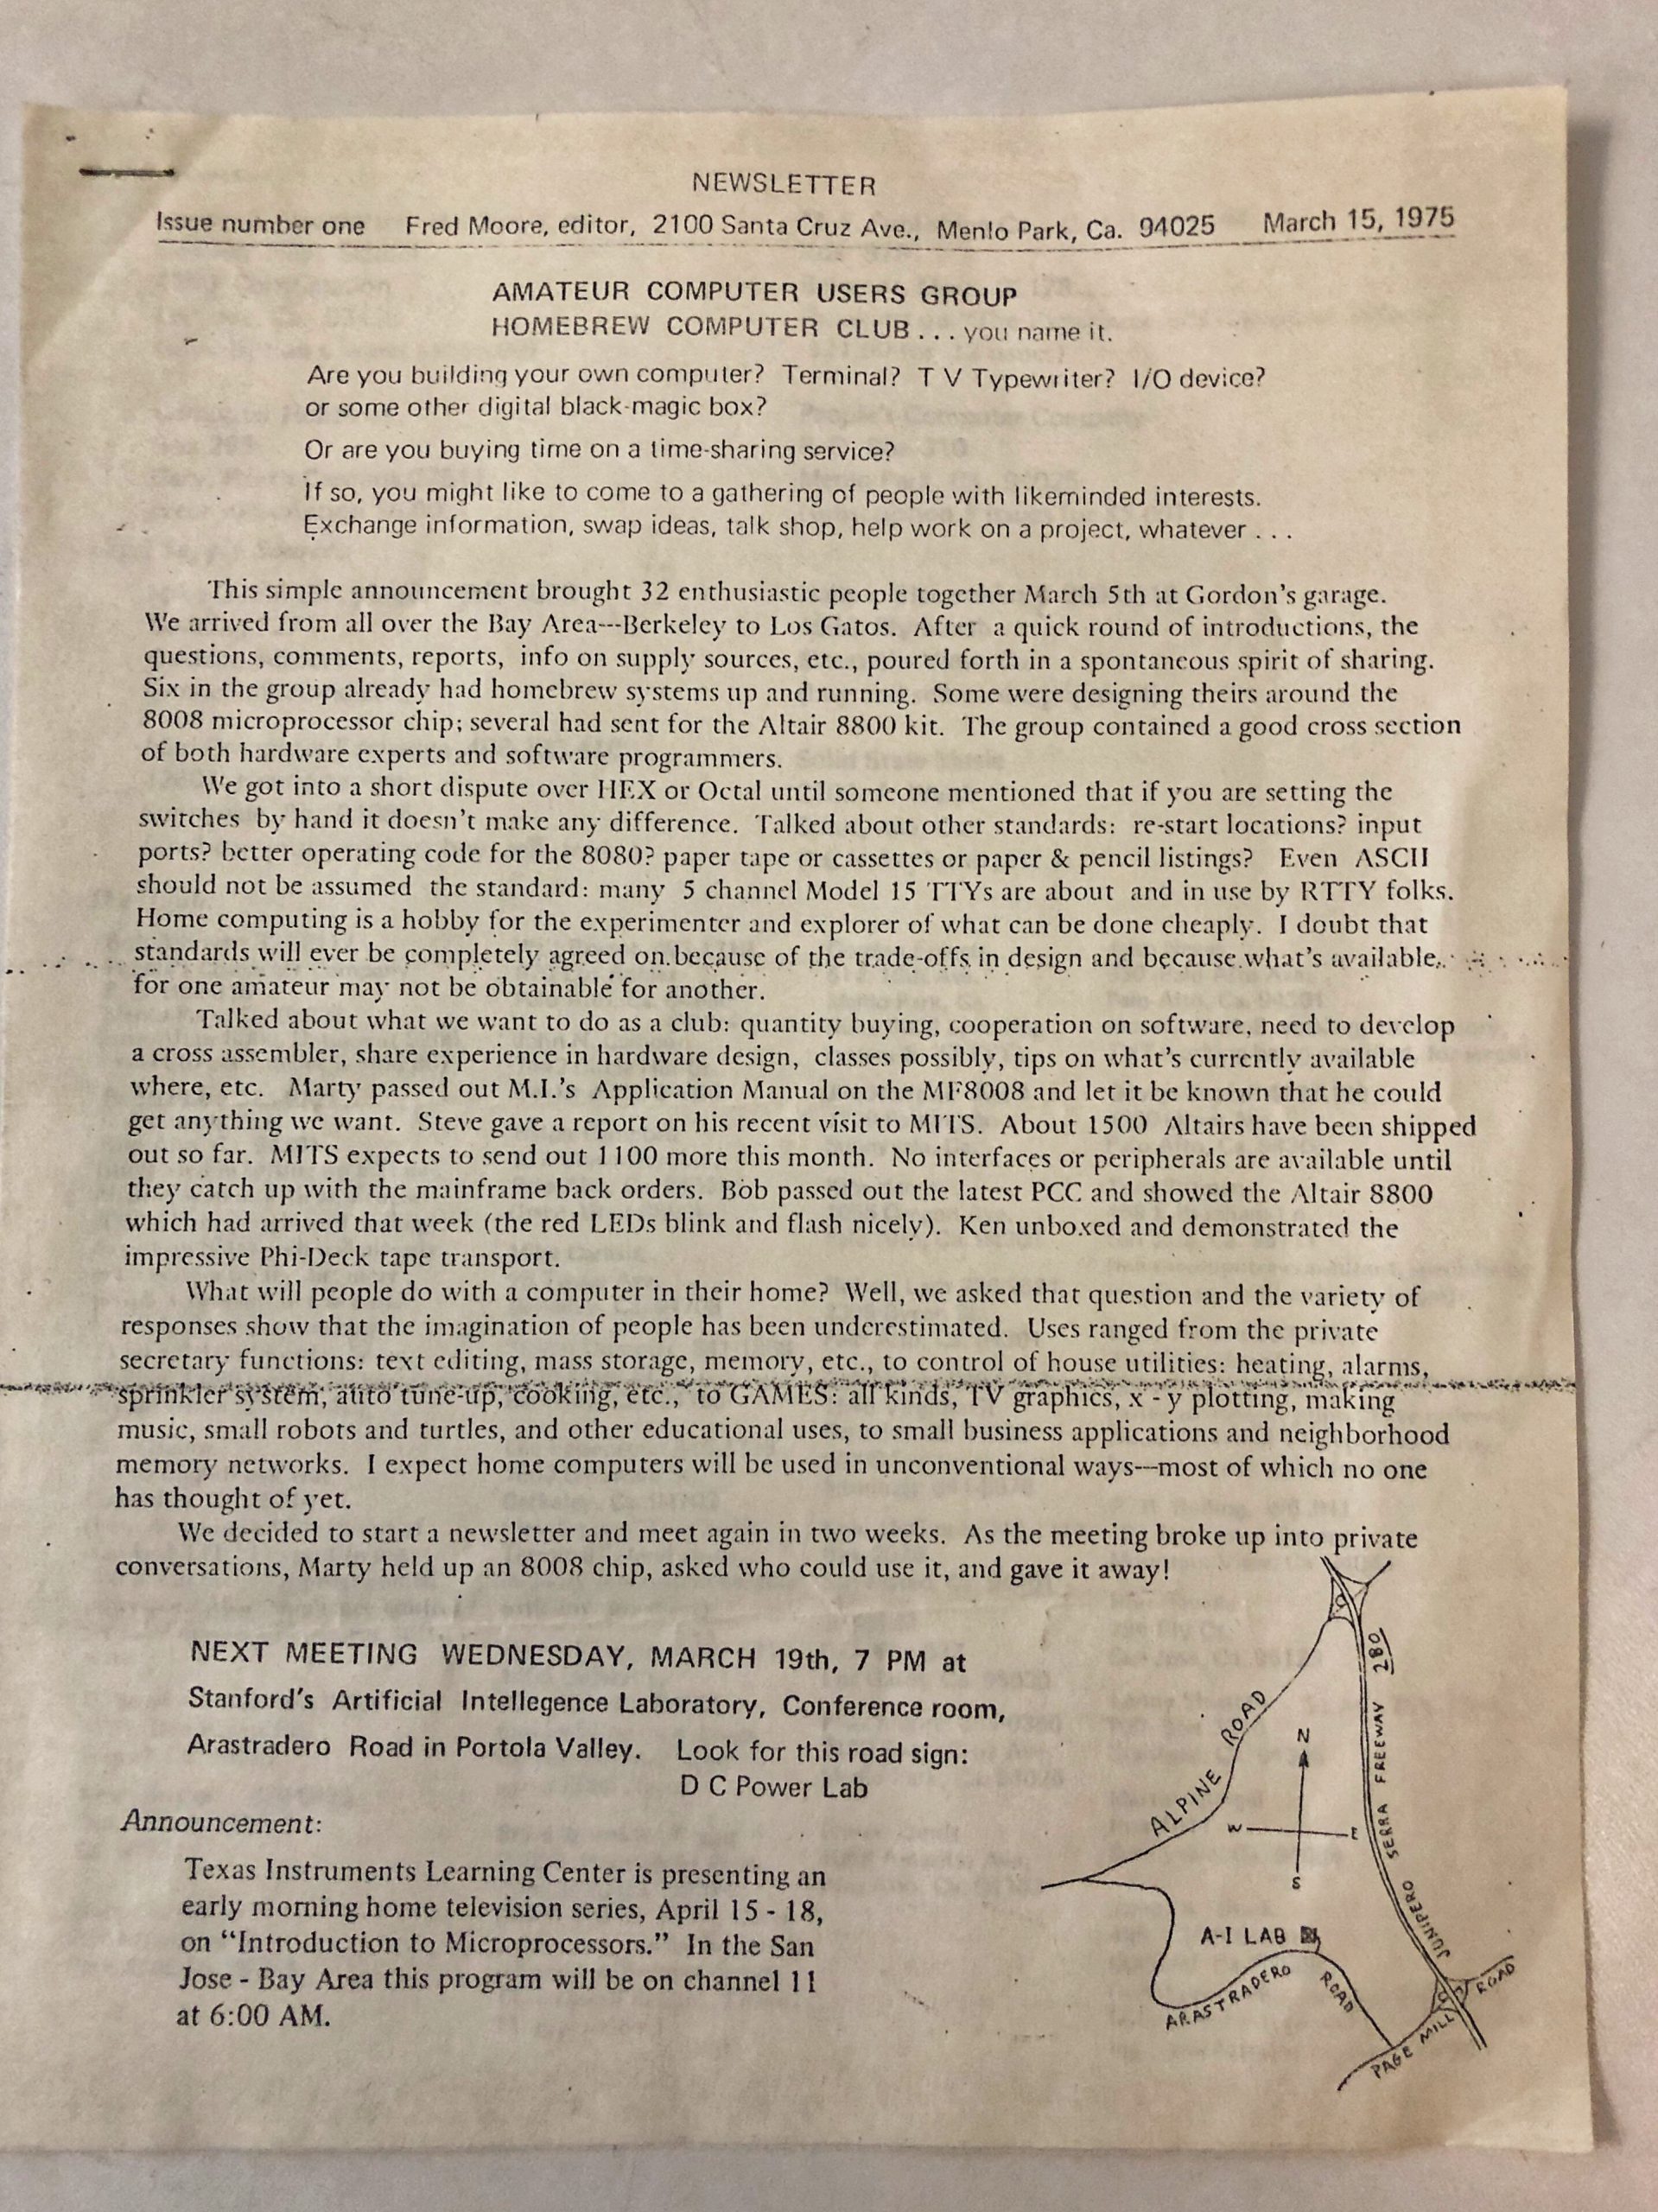 NEWSLETTER
Issue number one Fred Moore, editor, 2100 Santa Cruz Ave., Menlo Park, Ca. 94025 March 15, 1975
AMATEUR COMPUTER USERS GROUP
HOMEBREW COMPUTER CLUB . . . you name it.
Are you building your own computer? Terminal? T V Typewriter? I/O device?
or some other digital black-magic box?
Or are you buying time on a time-sharing service?
If so, you might like to come to a gathering of people with likeminded interests.
Exchange information, swap ideas, talk shop, help work on a project, whatever . . .
This simple announcement brought 32 enthusiastic people together March 5th at Gordon's garage.
We arrived from all over the Bay Area---Berkeley to Los Gatos. After a quick round of introductions, the
questions, comments, reports, info on supply sources, etc., poured forth in a spontaneous spirit of sharing.
Six in the group already had homebrew systems up and running. Some were designing theirs around the
8008 microprocessor chip; several had sent for the Altair 8800 kit. The group contained a good cross section
of both hardware experts and software programmers.
We got into a short dispute over HEX or Octal until someone mentioned that if you are setting the
switches by hand it doesn't make any difference. Talked about other standards: re-start locations? input
ports? better operating code for the 8080? paper tape or cassettes or paper & pencil listings? Even ASCII
should not be assumed the standard: many 5 channel Model 15 TTYs are about and in use by RTTY folks.
Home computing is a hobby for the experimenter and explorer of what can be done cheaply. I doubt that
standards will ever be completely agreed on because of the trade-offs in design and because what's available
for one amateur may not be obtainable for another.
Talked about what we want to do as a club: quantity buying, cooperation on software, need to develop
a cross assembler, share experience in hardware design, classes possibly, tips on what's currently available
where, etc. Marty passed out M.I.'s Application Manual on the MF8008 and let it be known that he could
get anything we want. Steve gave a report on his recent visit to MITS. About 1500 Altairs have been shipped
out so far. MITS expects to send out 1100 more this month. No interfaces or peripherals are available until
they catch up with the mainframe back orders. Bob passed out the latest PCC and showed the Altair 8800
which had arrived that week (the red LEDs blink and flash nicely). Ken unboxed and demonstrated the
impressive Phi-Deck tape transport.
What will people do with a computer in their home? Well, we asked that question and the variety of
responses show that the imagination of people has been underestimated. Uses ranged from the private
secretary functions: text editing, mass storage, memory, etc., to control of house utilities: heating, alarms,
sprinkler system, auto tune-up, cooking, etc., to GAMES: all kinds, TV graphics, x - y plotting, making
music, small robots and turtles, and other educational uses, to small business applications and neighborhood
memory networks. I expect home computers will be used in unconventional ways---most of which no one
has thought of yet.
We decided to start a newsletter and meet again in two weeks. As the meeting broke up into private
conversations, Marty held up an 8008 chip, asked who could use it, and gave it away!
NEXT MEETING WEDNESDAY, MARCH 19th, 7 PM at
Stanford's Artificial Intellegence Laboratory, Conference room,
Arastradero Road in Portola Valley. Look for this road sign:
D C Power Lab
Announcement:
Texas Instruments Learning Center is presenting an
early morning home television series, April 15 - 18,
on "Introduction to Microprocessors." In the San
Jose - Bay Area this program will be on channel 11
at 6:00 AM.
ALPINE ROAD
JUNIPERO SERRA FREEWAY 280
N
W E
S
A-I LAB
ARASTRADERO ROAD
PAGE MILL ROAD